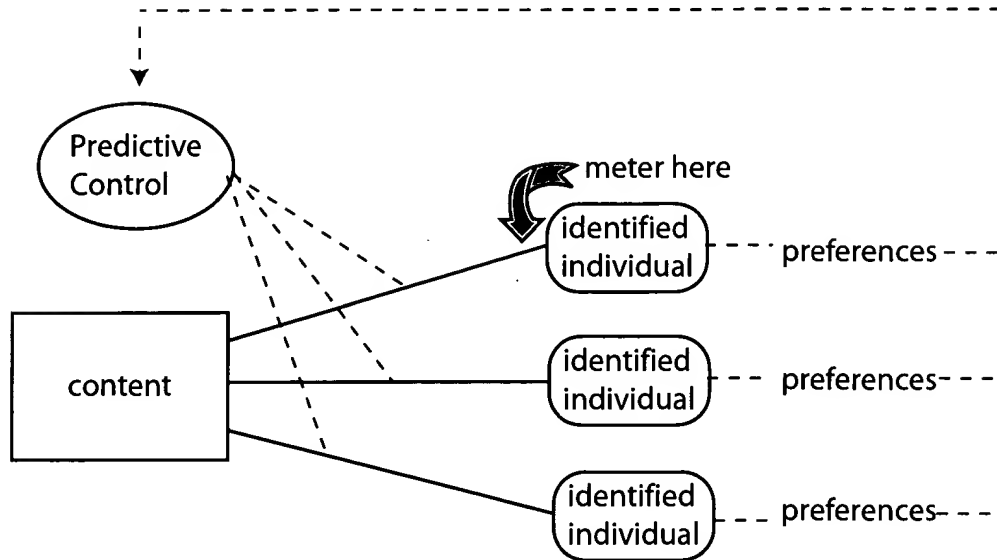 Predictive
Control
meter here
identified
individual
preferences
content
identified
individual
preferences
identified
individual
preferences